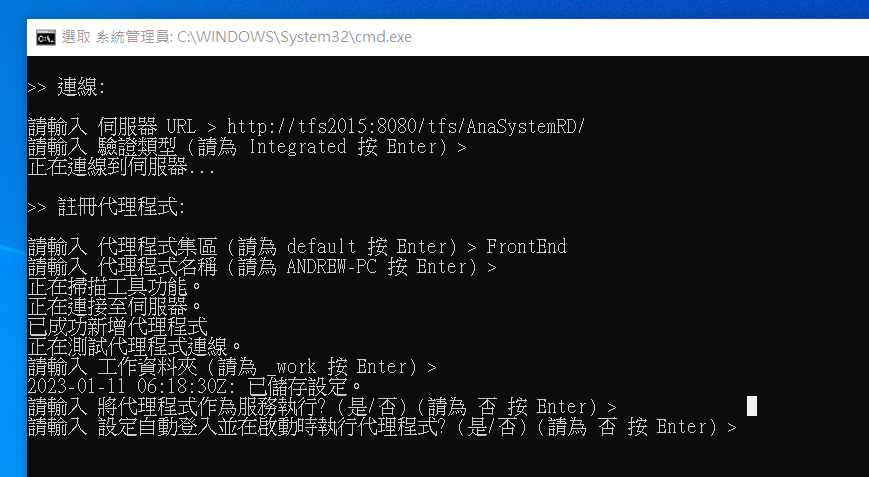 選取 系統管理員: C:\WINDOWS\System32\cmd.exe
>> 連線:
請輸入 伺服器 URL > http://tfs2015:8080/tfs/AnaSystemRD/
請輸入 驗證類型 (請為 Integrated 按 Enter) >
正在連線到伺服器...
>> 註冊代理程式:
請輸入 代理程式集區 (請為 default 按 Enter) > FrontEnd
請輸入 代理程式名稱 (請為 ANDREW-PC 按 Enter) >
正在掃描工具功能。
正在連接至伺服器。
已成功新增代理程式
正在測試代理程式連線。
請輸入 工作資料夾 (請為 _work 按 Enter) >
2023-01-11 06:18:30Z: 已儲存設定。
請輸入 將代理程式作為服務執行? (是/否) (請為 否 按 Enter) >
請輸入 設定自動登入並在啟動時執行代理程式? (是/否) (請為 否 按 Enter) >